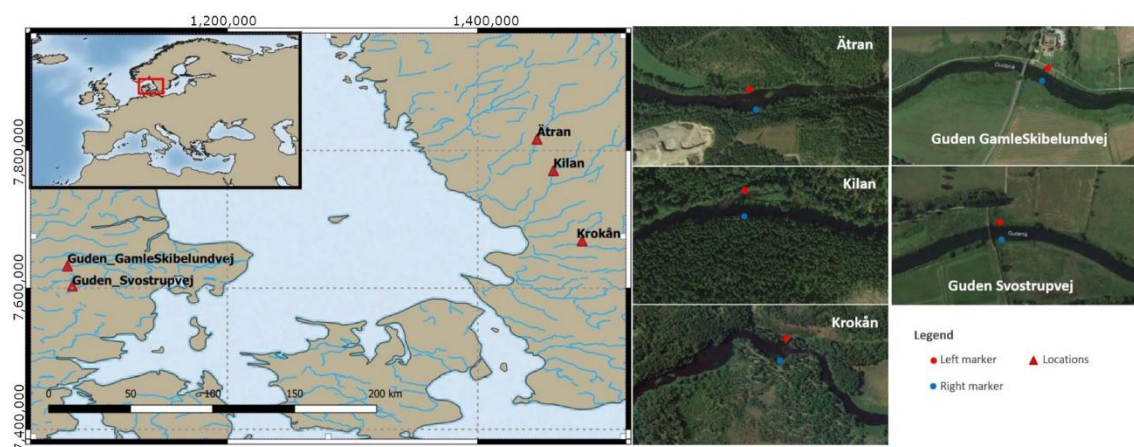 1,200,000
1,400,000
7,800,000
7,600,000
7,400,000
Ätran
Kilan
Krokån
Guden_GamleSkibelundvej
Guden_Svostrupvej
0 50 100 150 200 km
Ätran
Kilan
Krokån
Gudenå
Guden GamleSkibelundvej
Gudenå
Guden Svostrupvej
Legend
Left marker
Locations
Right marker